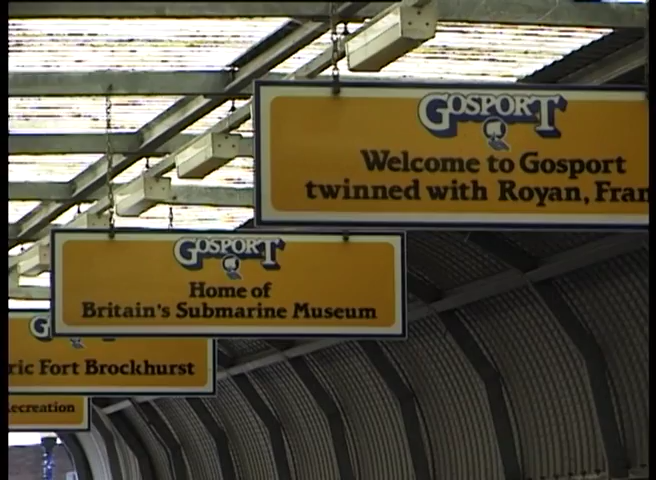 GOSPORT
Welcome to Gosport
twinned with Royan, Fran
GOSPORT
Home of
Britain's Submarine Museum
G
ric Fort Brockhurst
ecreation